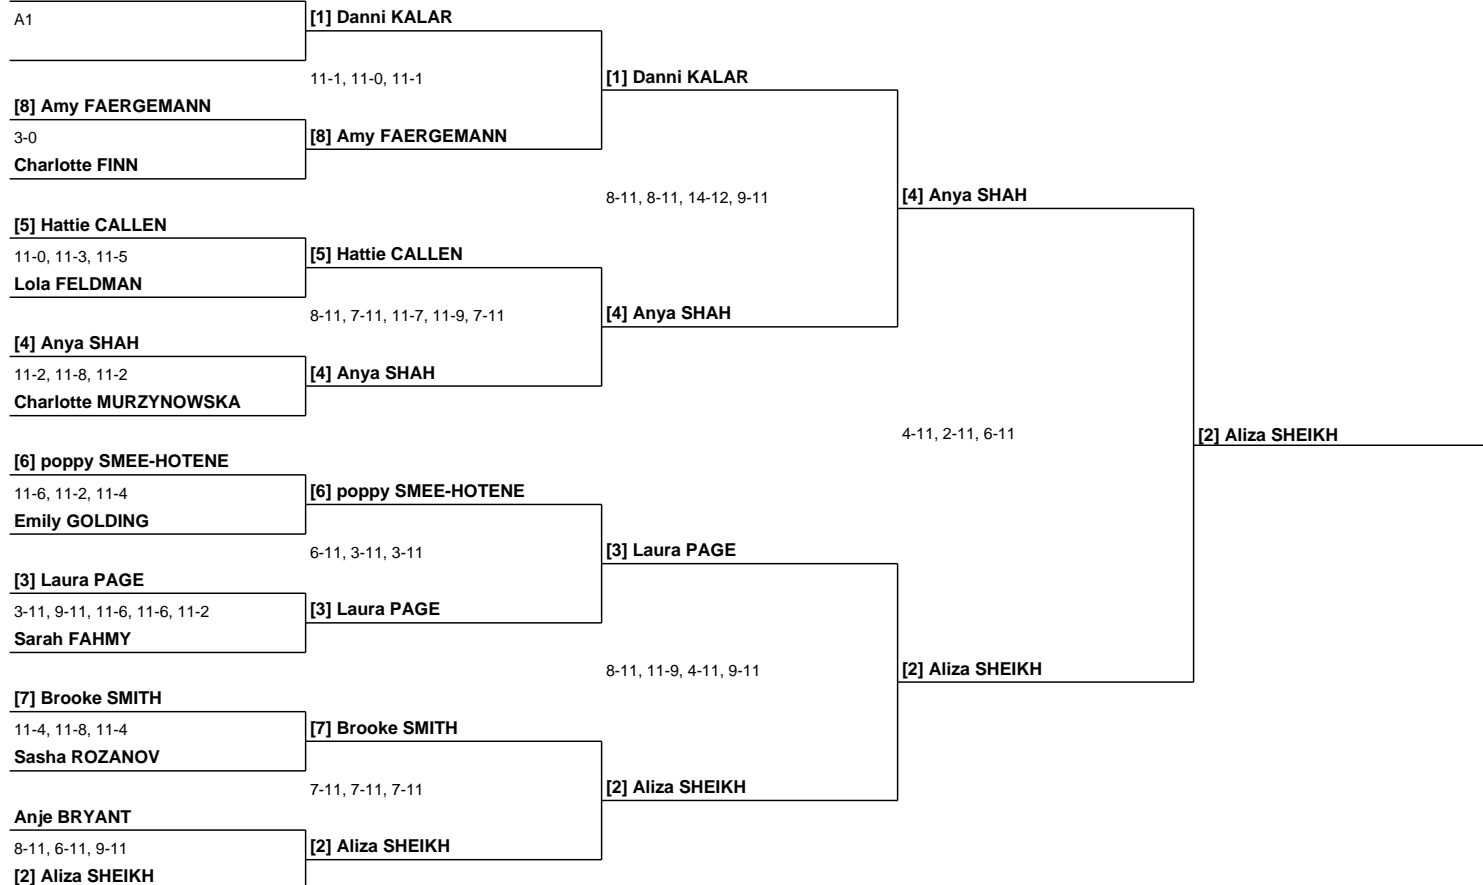 A1
[1] Danni KALAR
11-1, 11-0, 11-1
[1] Danni KALAR
[8] Amy FAERGEMANN
3-0
[8] Amy FAERGEMANN
Charlotte FINN
8-11, 8-11, 14-12, 9-11
[4] Anya SHAH
[5] Hattie CALLEN
11-0, 11-3, 11-5
[5] Hattie CALLEN
Lola FELDMAN
8-11, 7-11, 11-7, 11-9, 7-11
[4] Anya SHAH
[4] Anya SHAH
11-2, 11-8, 11-2
[4] Anya SHAH
Charlotte MURZYNOWSKA
4-11, 2-11, 6-11
[2] Aliza SHEIKH
[6] poppy SMEE-HOTENE
11-6, 11-2, 11-4
[6] poppy SMEE-HOTENE
Emily GOLDING
6-11, 3-11, 3-11
[3] Laura PAGE
[3] Laura PAGE
3-11, 9-11, 11-6, 11-6, 11-2
[3] Laura PAGE
Sarah FAHMY
8-11, 11-9, 4-11, 9-11
[2] Aliza SHEIKH
[7] Brooke SMITH
11-4, 11-8, 11-4
[7] Brooke SMITH
Sasha ROZANOV
7-11, 7-11, 7-11
[2] Aliza SHEIKH
Anje BRYANT
8-11, 6-11, 9-11
[2] Aliza SHEIKH
[2] Aliza SHEIKH